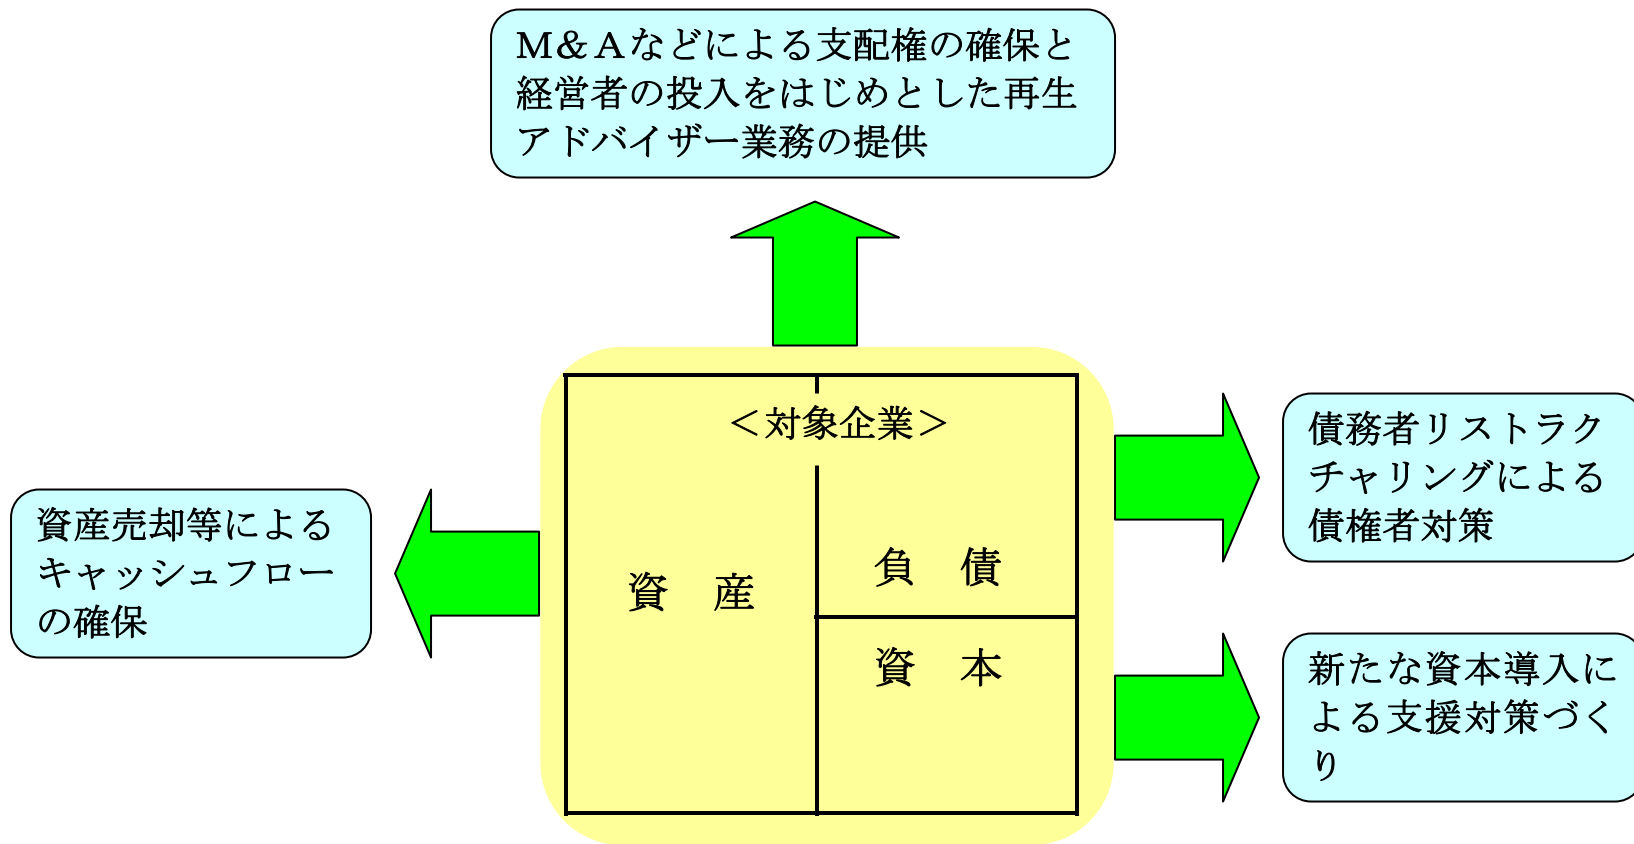 M&Aなどによる支配権の確保と
経営者の投入をはじめとした再生
アドバイザー業務の提供
<対象企業>
資産売却等による
キャッシュフロー
の確保
資 産
負 債
資 本
債務者リストラク
チャリングによる
債権者対策
新たな資本導入に
よる支援対策づく
り